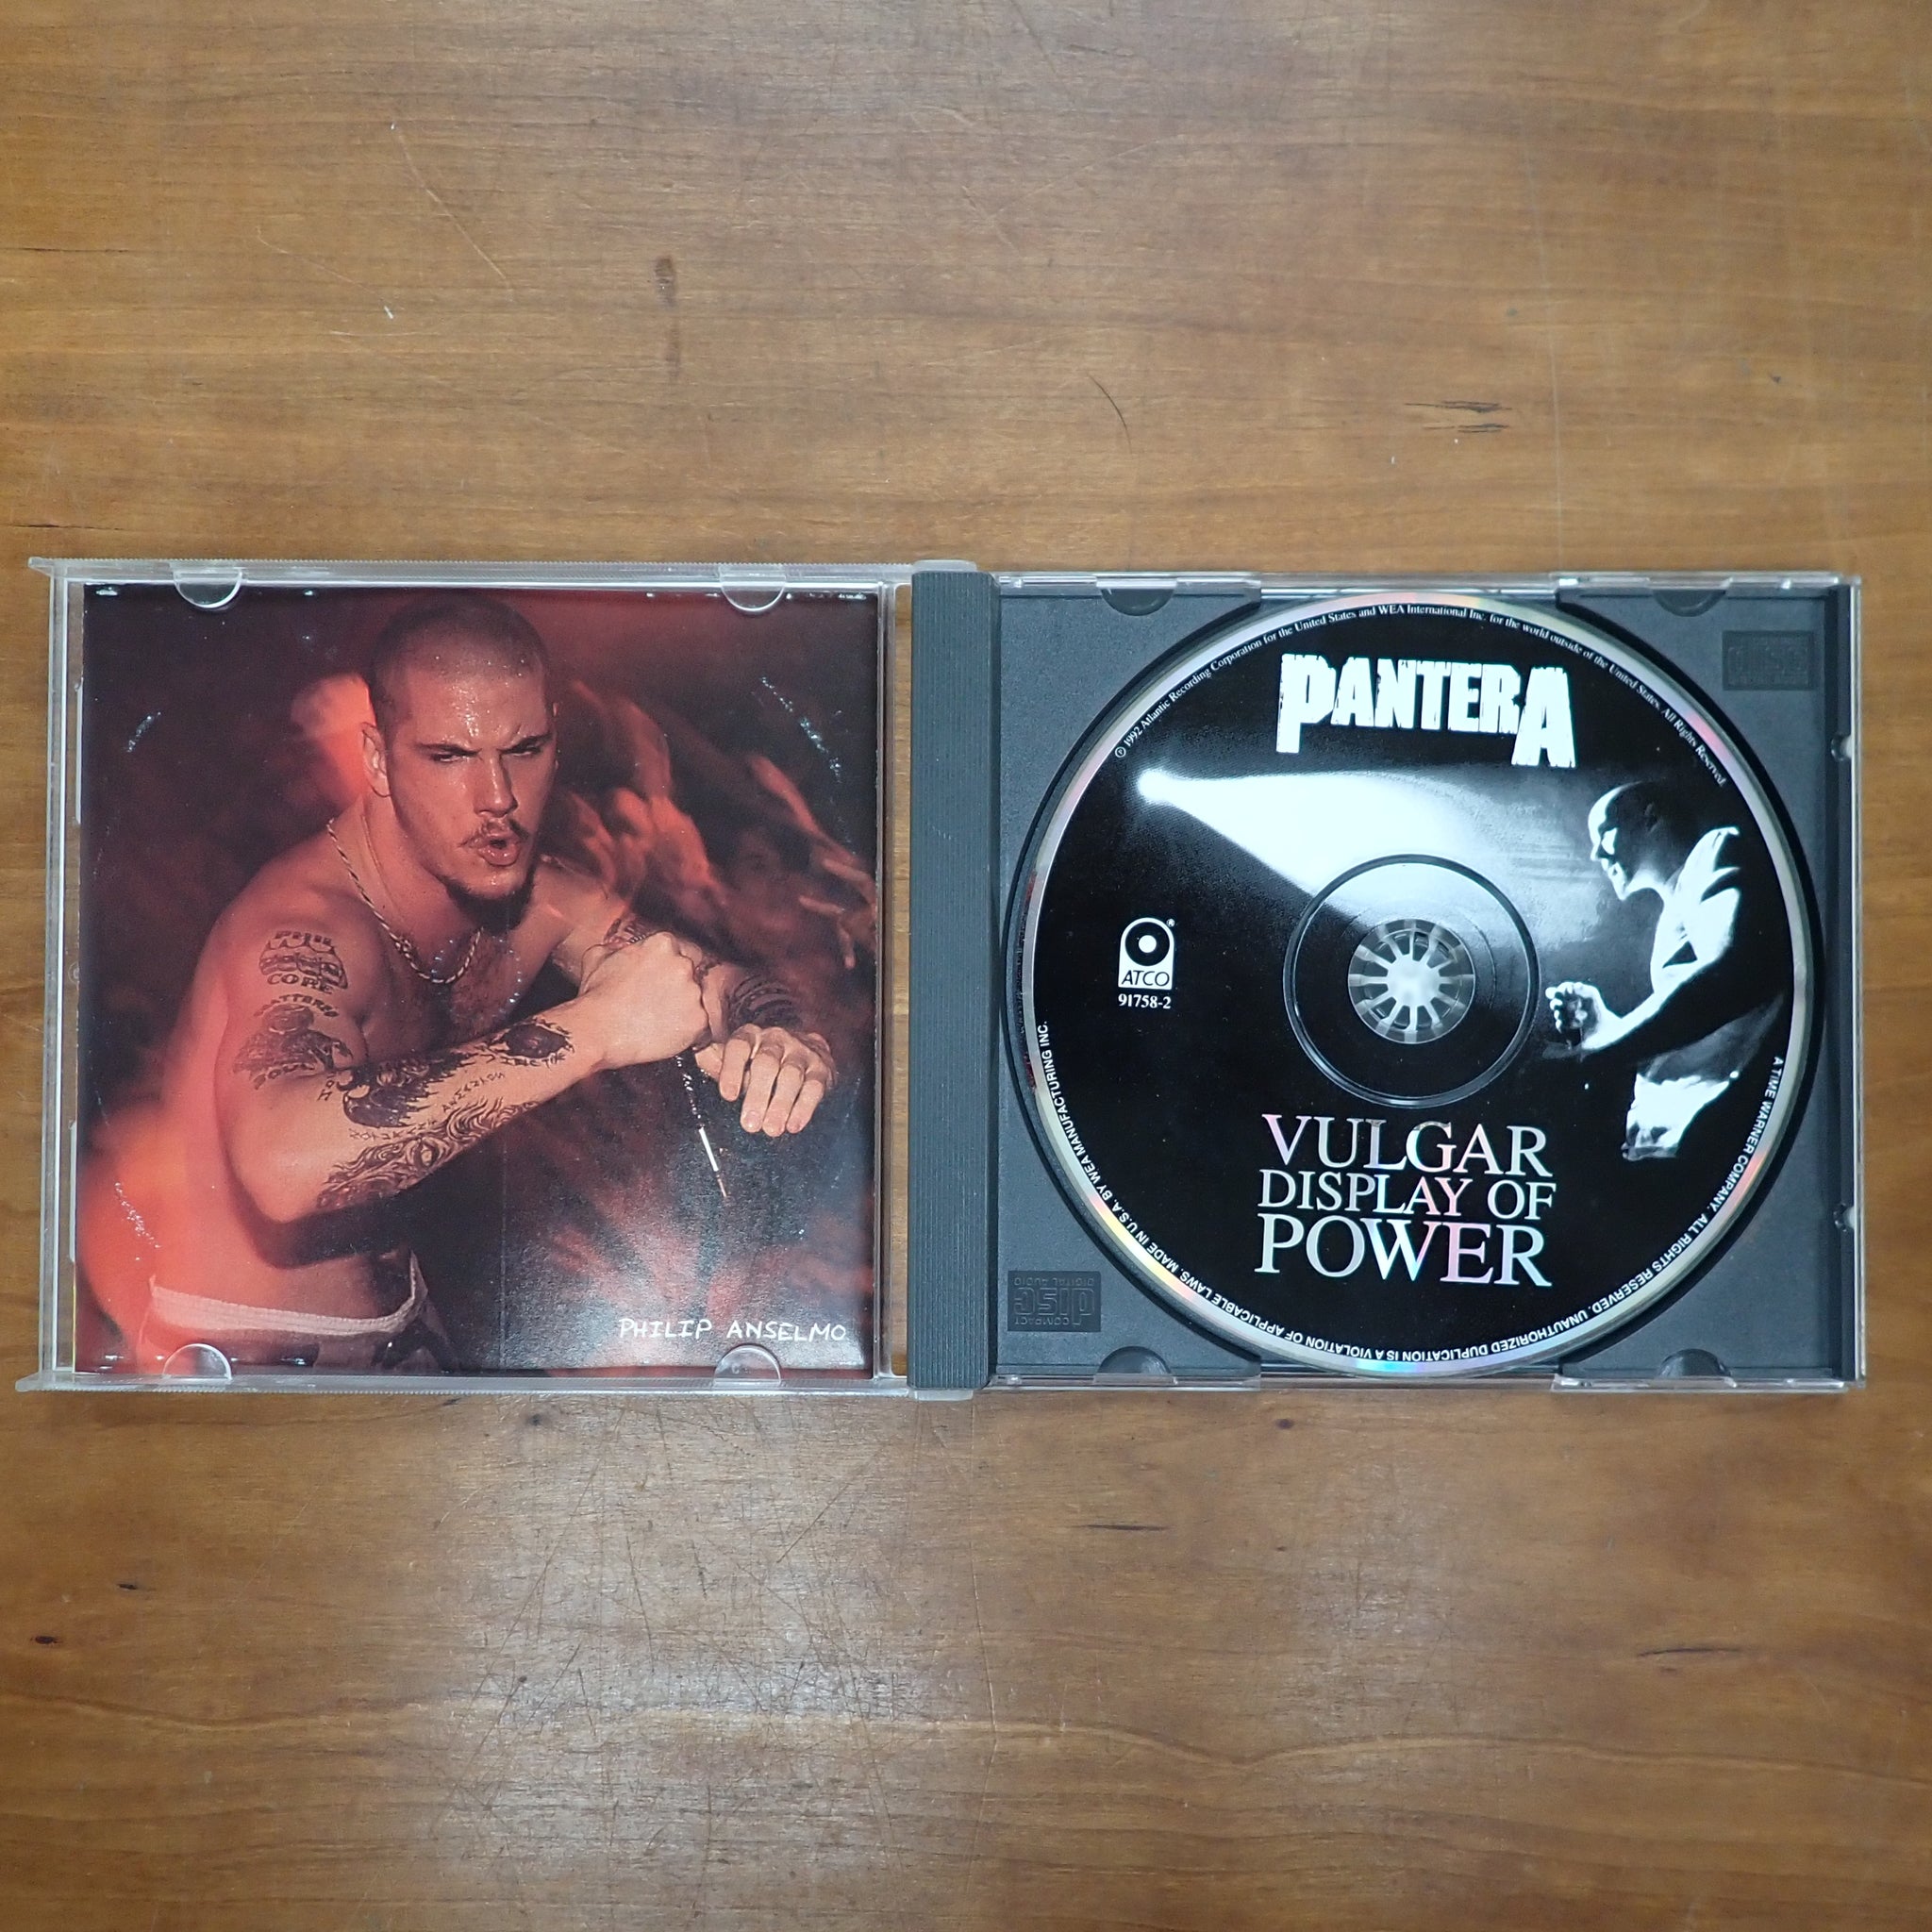 PHIL
CORE
PHILIP ANSELMO
℗ 1992 Atlantic Recording Corporation for the United States and WEA International Inc. for the world outside of the United States. All Rights Reserved.
PANTERA
ATCO®
91758-2
VULGAR
DISPLAY OF
POWER
A TIME WARNER COMPANY. ALL RIGHTS RESERVED. UNAUTHORIZED DUPLICATION IS A VIOLATION OF APPLICABLE LAWS. MADE IN U.S.A. BY WEA MANUFACTURING INC.
COMPACT
disc
DIGITAL AUDIO